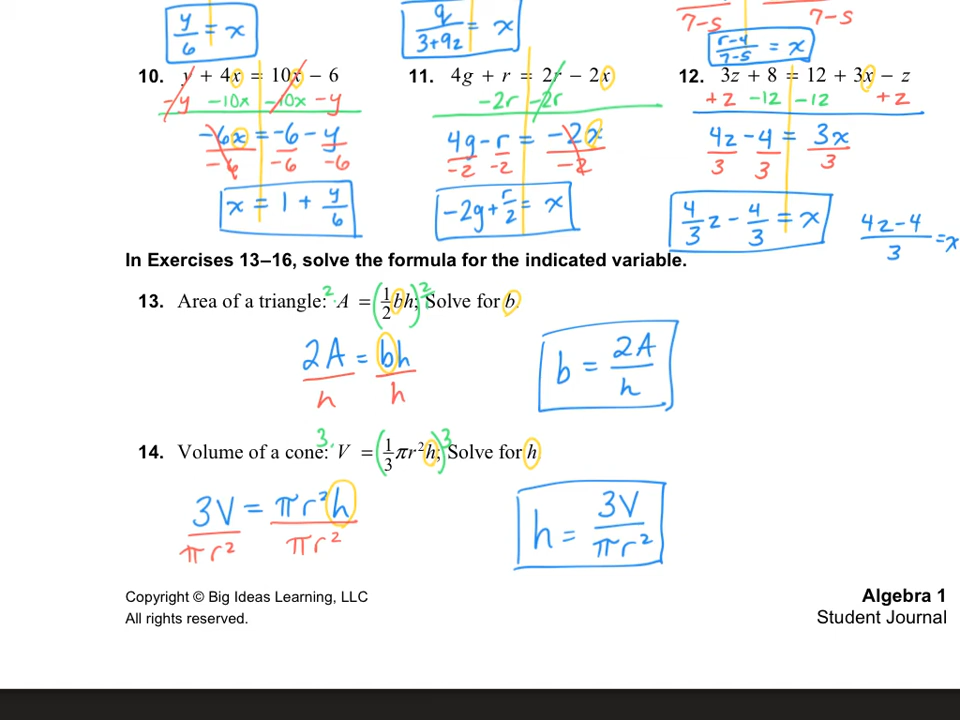 y/6 = x
q/(3+9z) = x
7-s 7-s
(r-4)/(7-s) = x
10. y + 4x = 10x − 6
-y -10x -10x -y
-6x = -6 - y
-6 -6 -6
x = 1 + y/6
11. 4g + r = 2r − 2x
-2r -2r
4g - r = -2x
-2 -2 -2
-2g + r/2 = x
12. 3z + 8 = 12 + 3x − z
+z -12 -12 +z
4z - 4 = 3x
3 3 3
4/3 z - 4/3 = x
(4z-4)/3 = x
In Exercises 13–16, solve the formula for the indicated variable.
13. Area of a triangle: 2· A = (1/2 bh;)2/ Solve for b.
2A = bh
h h
b = 2A/h
14. Volume of a cone: 3· V = (1/3 πr²h;)3 Solve for h
3V = πr²h
πr² πr²
h = 3V/πr²
Copyright © Big Ideas Learning, LLC
All rights reserved.
Algebra 1
Student Journal